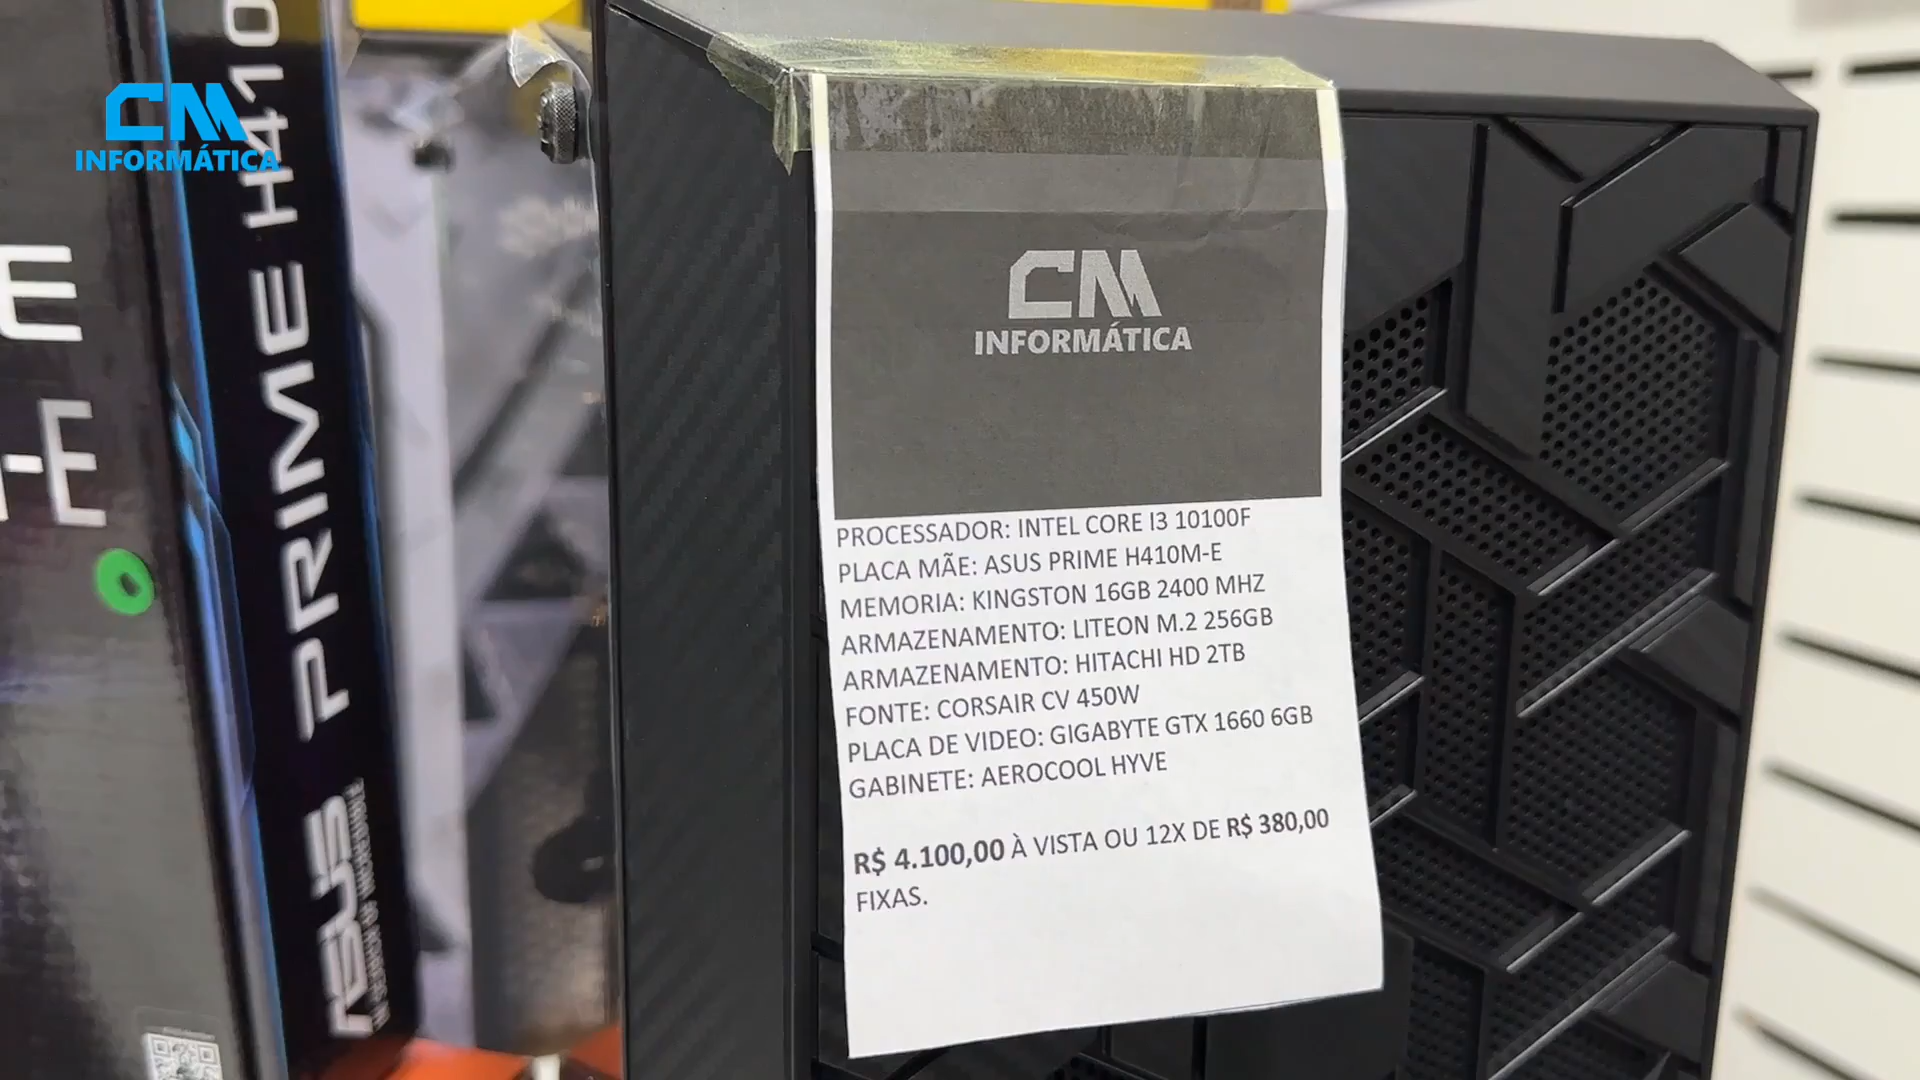 CM
INFORMÁTICA
E
-E
PRIME H410
ASUS
CM
INFORMÁTICA
PROCESSADOR: INTEL CORE I3 10100F
PLACA MÃE: ASUS PRIME H410M-E
MEMORIA: KINGSTON 16GB 2400 MHZ
ARMAZENAMENTO: LITEON M.2 256GB
ARMAZENAMENTO: HITACHI HD 2TB
FONTE: CORSAIR CV 450W
PLACA DE VIDEO: GIGABYTE GTX 1660 6GB
GABINETE: AEROCOOL HYVE
R$ 4.100,00 À VISTA OU 12X DE R$ 380,00
FIXAS.